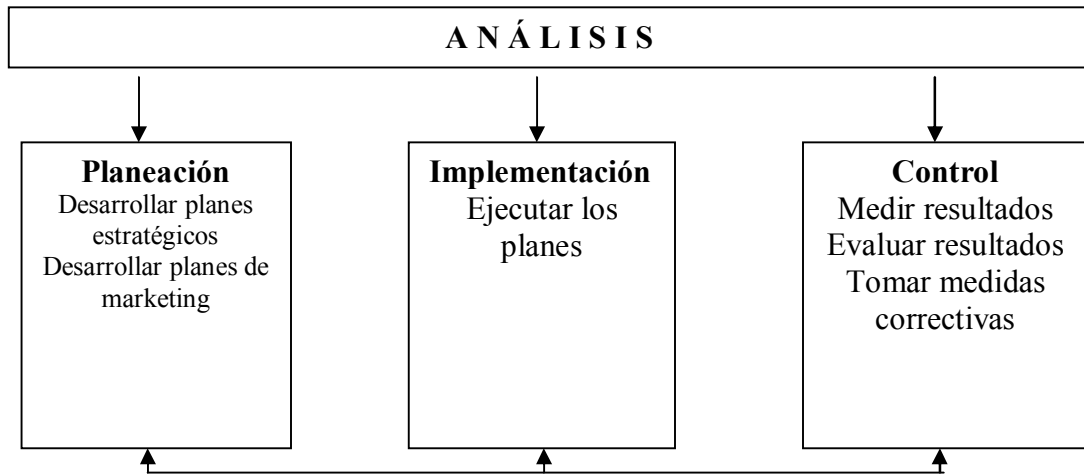 A N Á L I S I S
Planeación
Desarrollar planes
estratégicos
Desarrollar planes de
marketing
Implementación
Ejecutar los
planes
Control
Medir resultados
Evaluar resultados
Tomar medidas
correctivas